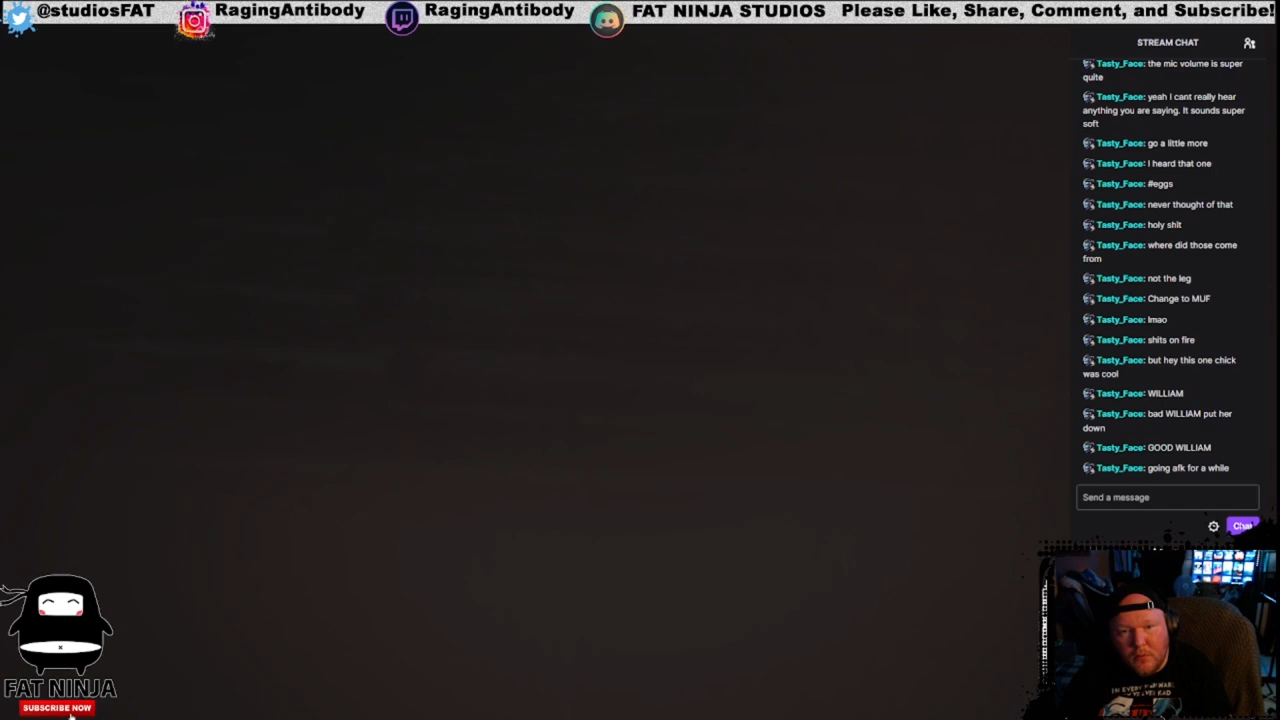 @studiosFAT RagingAntibody RagingAntibody FAT NINJA STUDIOS Please Like, Share, Comment, and Subscribe!
STREAM CHAT
Tasty_Face: the mic volume is super
quite
Tasty_Face: yeah I cant really hear
anything you are saying. It sounds super
soft
Tasty_Face: go a little more
Tasty_Face: I heard that one
Tasty_Face: #eggs
Tasty_Face: never thought of that
Tasty_Face: holy shit
Tasty_Face: where did those come
from
Tasty_Face: not the leg
Tasty_Face: Change to MUF
Tasty_Face: lmao
Tasty_Face: shits on fire
Tasty_Face: but hey this one chick
was cool
Tasty_Face: WILLIAM
Tasty_Face: bad WILLIAM put her
down
Tasty_Face: GOOD WILLIAM
Tasty_Face: going afk for a while
Send a message
Chat
FAT NINJA
SUBSCRIBE NOW